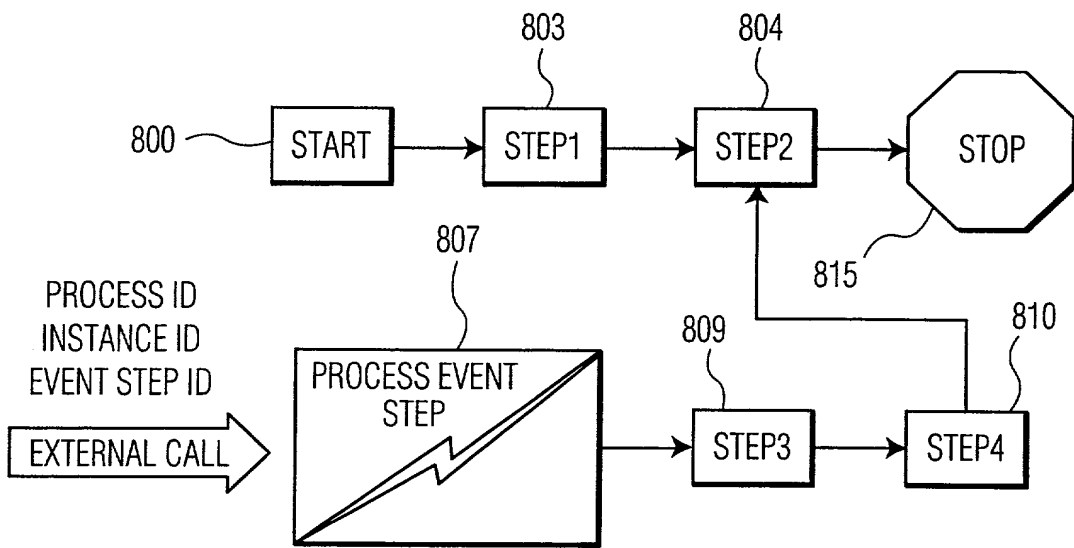 803
804
800
START
STEP1
STEP2
STOP
807
815
PROCESS ID
INSTANCE ID
EVENT STEP ID
EXTERNAL CALL
PROCESS EVENT
STEP
809
810
STEP3
STEP4